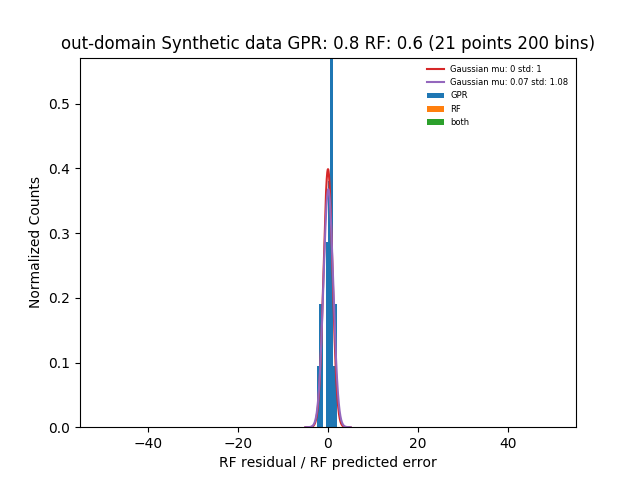 out-domain Synthetic data GPR: 0.8 RF: 0.6 (21 points 200 bins)
Gaussian mu: 0 std: 1
Gaussian mu: 0.07 std: 1.08
GPR
RF
both
Normalized Counts
0.5
0.4
0.3
0.2
0.1
0.0
−40
−20
0
20
40
RF residual / RF predicted error